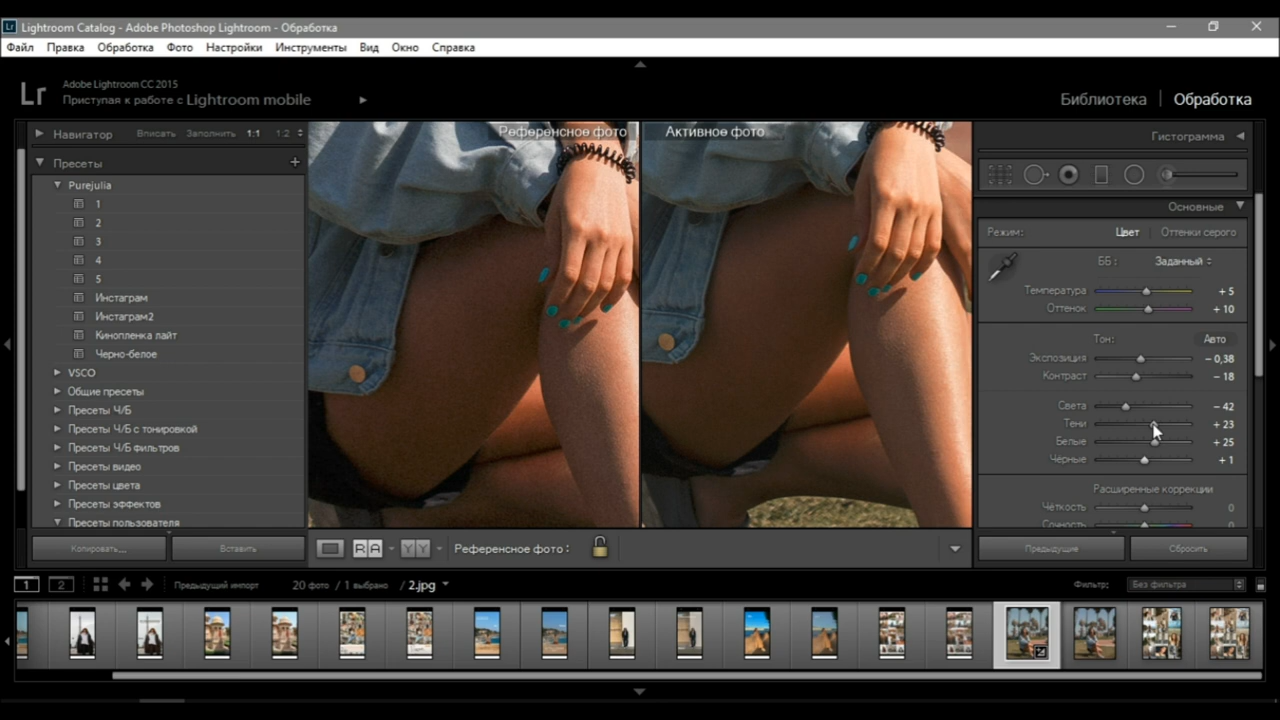 Lr Lightroom Catalog - Adobe Photoshop Lightroom - Обработка
Файл Правка Обработка Фото Настройки Инструменты Вид Окно Справка
Lr
Adobe Lightroom CC 2015
Приступая к работе с Lightroom mobile
Библиотека | Обработка
Навигатор Вписать Заполнить 1:1 1:2
Пресеты +
Purejulia
1
2
3
4
5
Инстаграм
Инстаграм2
Кинопленка лайт
Черно-белое
VSCO
Общие пресеты
Пресеты Ч/Б
Пресеты Ч/Б с тонировкой
Пресеты Ч/Б фильтров
Пресеты видео
Пресеты цвета
Пресеты эффектов
Пресеты пользователя
Копировать... Вставить
Референсное фото
Активное фото
R A Y Y Референсное фото :
Гистограмма
Основные
Режим: Цвет Оттенки серого
ББ : Заданный
Температура + 5
Оттенок + 10
Тон: Авто
Экспозиция – 0,38
Контраст – 18
Света – 42
Тени + 23
Белые + 25
Чёрные + 1
Расширенные коррекции
Чёткость 0
Сочность 0
Предыдущие Сбросить
1 2 Предыдущий импорт 20 фото / 1 выбрано / 2.jpg Фильтр: Без фильтра